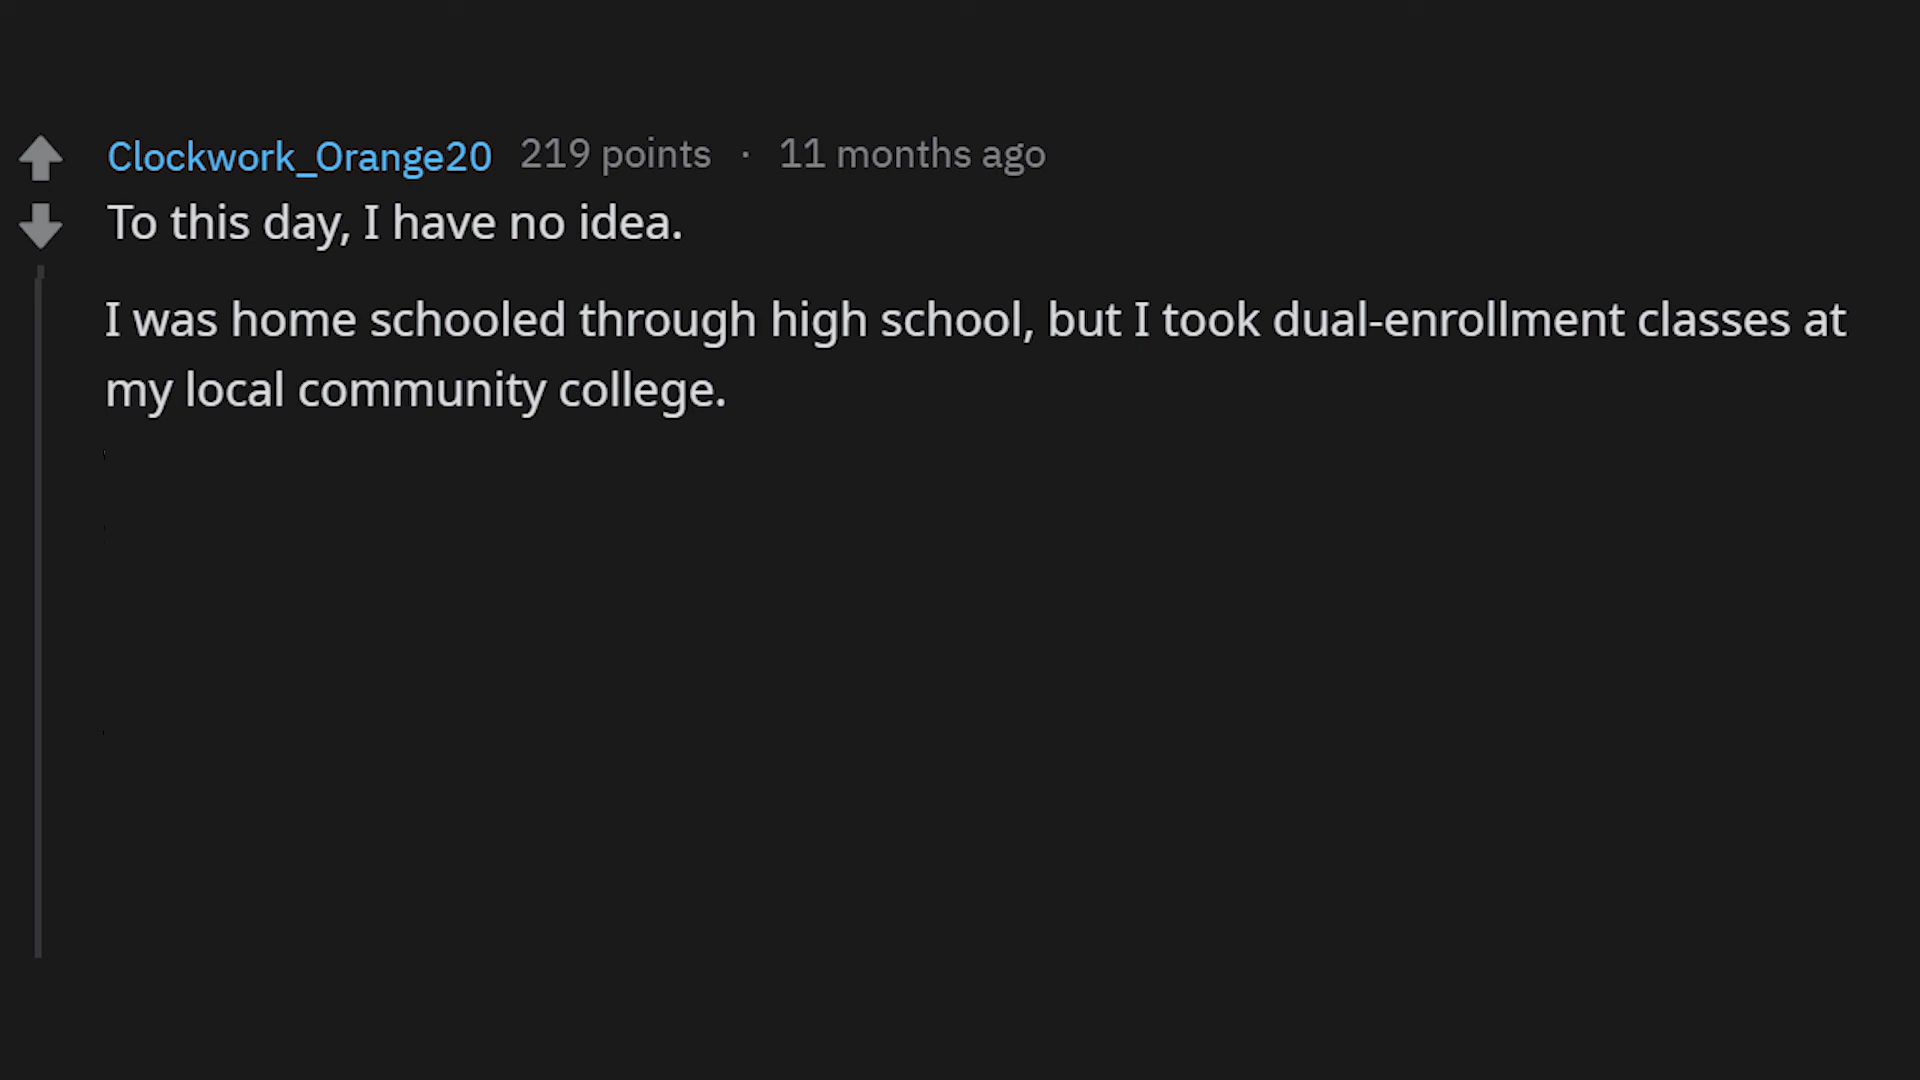 Clockwork_Orange20 219 points · 11 months ago
To this day, I have no idea.
I was home schooled through high school, but I took dual-enrollment classes at
my local community college.